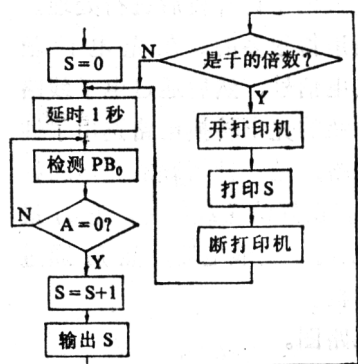 S=0
延时1秒
检测 PB₀
A=0?
N
Y
S=S+1
输出 S
是千的倍数?
N
Y
开打印机
打印 S
断打印机